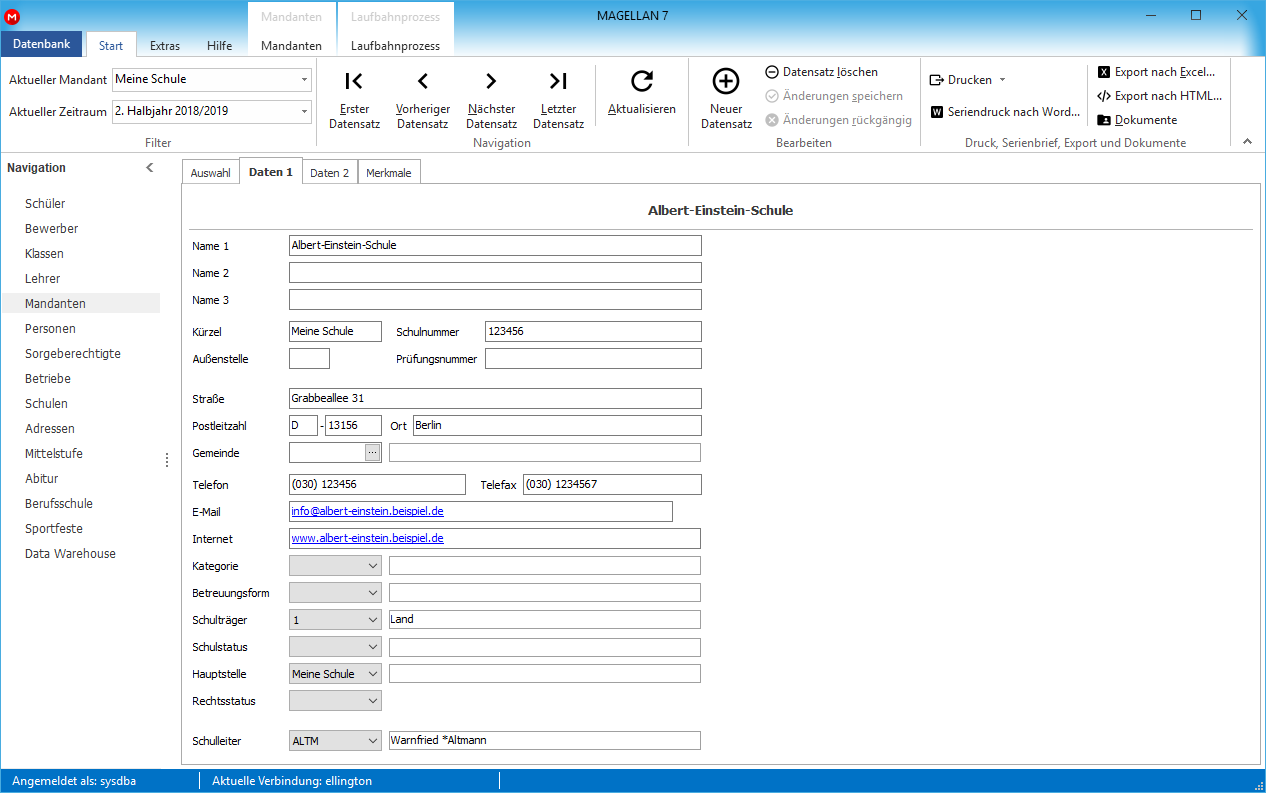 M
Mandanten
Laufbahnprozess
MAGELLAN 7
Datenbank
Start
Extras
Hilfe
Mandanten
Laufbahnprozess
Aktueller Mandant Meine Schule
Aktueller Zeitraum 2. Halbjahr 2018/2019
Filter
Erster
Datensatz
Vorheriger
Datensatz
Nächster
Datensatz
Letzter
Datensatz
Aktualisieren
Navigation
Neuer
Datensatz
Datensatz löschen
Änderungen speichern
Änderungen rückgängig
Bearbeiten
Drucken
W Seriendruck nach Word...
X Export nach Excel...
Export nach HTML...
Dokumente
Druck, Serienbrief, Export und Dokumente
Navigation
Schüler
Bewerber
Klassen
Lehrer
Mandanten
Personen
Sorgeberechtigte
Betriebe
Schulen
Adressen
Mittelstufe
Abitur
Berufsschule
Sportfeste
Data Warehouse
Auswahl
Daten 1
Daten 2
Merkmale
Albert-Einstein-Schule
Name 1 Albert-Einstein-Schule
Name 2
Name 3
Kürzel Meine Schule Schulnummer 123456
Außenstelle Prüfungsnummer
Straße Grabbeallee 31
Postleitzahl D - 13156 Ort Berlin
Gemeinde ...
Telefon (030) 123456 Telefax (030) 1234567
E-Mail info@albert-einstein.beispiel.de
Internet www.albert-einstein.beispiel.de
Kategorie
Betreuungsform
Schulträger 1 Land
Schulstatus
Hauptstelle Meine Schule
Rechtsstatus
Schulleiter ALTM Warnfried *Altmann
Angemeldet als: sysdba
Aktuelle Verbindung: ellington